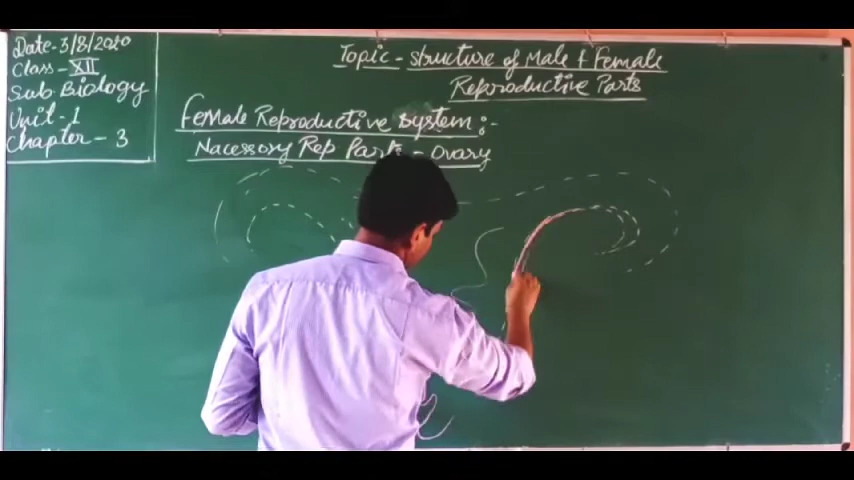 Date-3/8/2020
Class-XII
Sub-Biology
Unit-1
Chapter-3
Topic-structure of Male & Female
Reproductive Parts
Female Reproductive System:-
Nacessory Rep Parts-Ovary